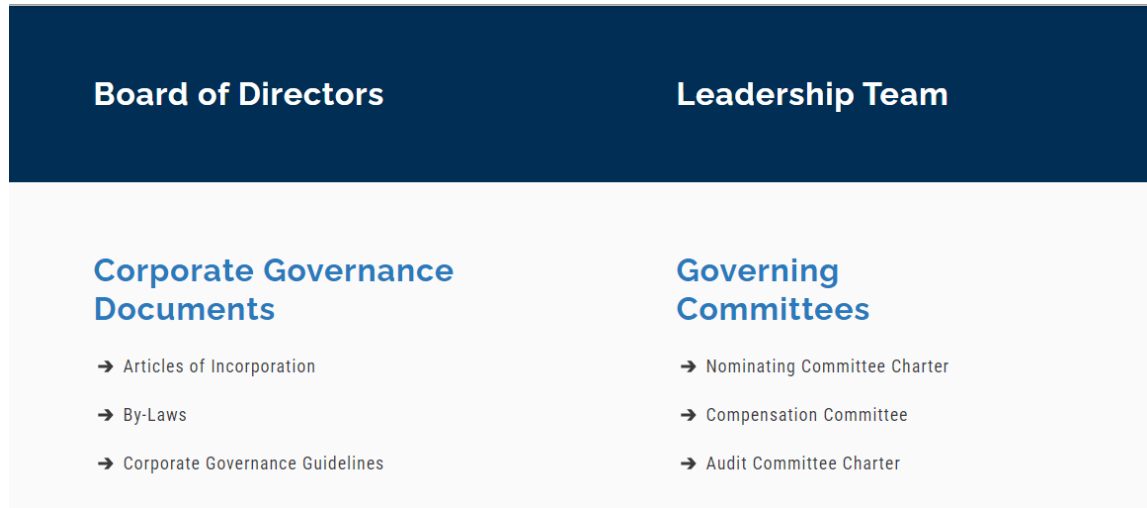 Board of Directors
Leadership Team
Corporate Governance
Documents
→ Articles of Incorporation
→ By-Laws
→ Corporate Governance Guidelines
Governing
Committees
→ Nominating Committee Charter
→ Compensation Committee
→ Audit Committee Charter